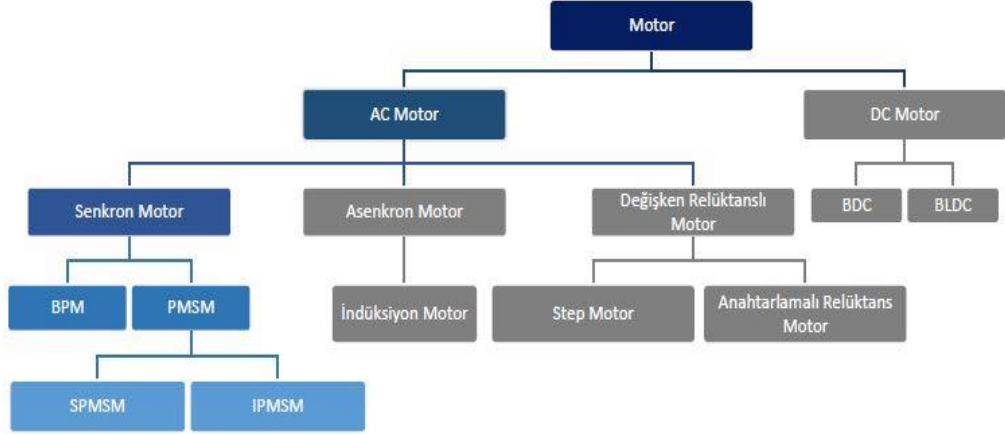 Motor
AC Motor
DC Motor
Senkron Motor
Asenkron Motor
Değişken Relüktanslı
Motor
BDC
BLDC
BPM
PMSM
İndüksiyon Motor
Step Motor
Anahtarlamalı Relüktans
Motor
SPMSM
IPMSM